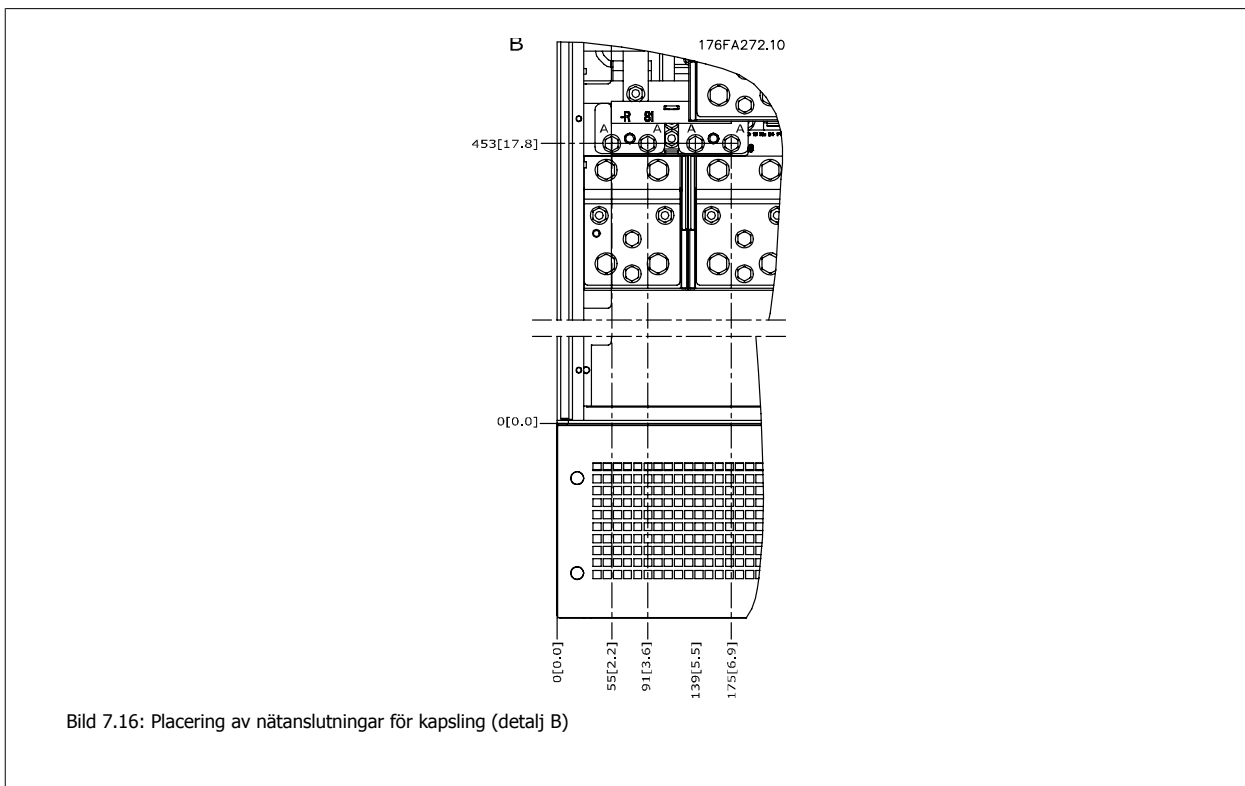 B
176FA272.10
-R 81
A A A A
453[17.8]
0[0.0]
0[0.0]
55[2.2]
91[3.6]
139[5.5]
175[6.9]
Bild 7.16: Placering av nätanslutningar för kapsling (detalj B)